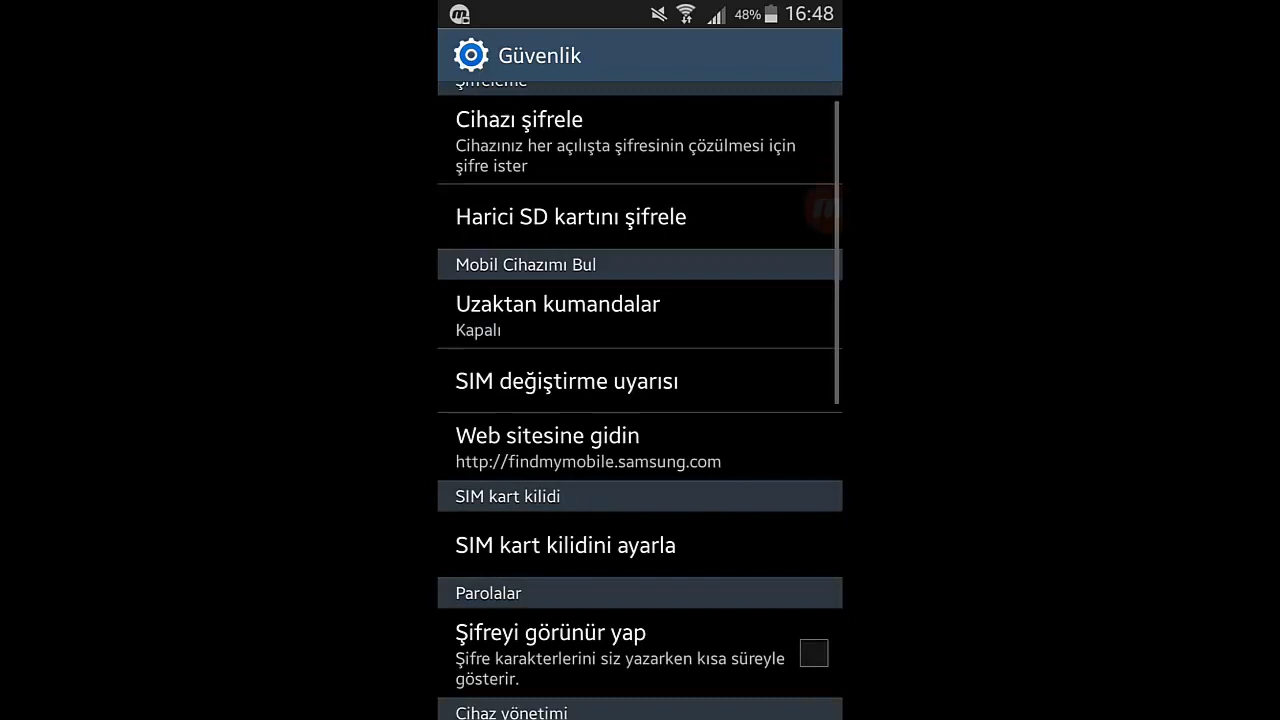 48% 16:48
Güvenlik
Şifreleme
Cihazı şifrele
Cihazınız her açılışta şifresinin çözülmesi için
şifre ister
Harici SD kartını şifrele
Mobil Cihazımı Bul
Uzaktan kumandalar
Kapalı
SIM değiştirme uyarısı
Web sitesine gidin
http://findmymobile.samsung.com
SIM kart kilidi
SIM kart kilidini ayarla
Parolalar
Şifreyi görünür yap
Şifre karakterlerini siz yazarken kısa süreyle
gösterir.
Cihaz yönetimi